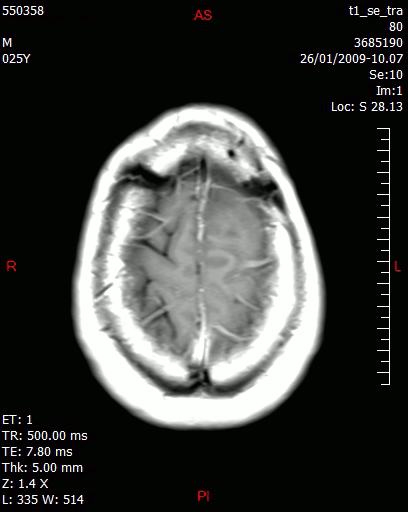 550358
t1_se_tra
AS
80
M
3685190
025Y
26/01/2009-10.07
Se:10
Im:1
Loc: S 28.13
R
L
ET: 1
TR: 500.00 ms
TE: 7.80 ms
Thk: 5.00 mm
Z: 1.4 X
L: 335 W: 514
PI